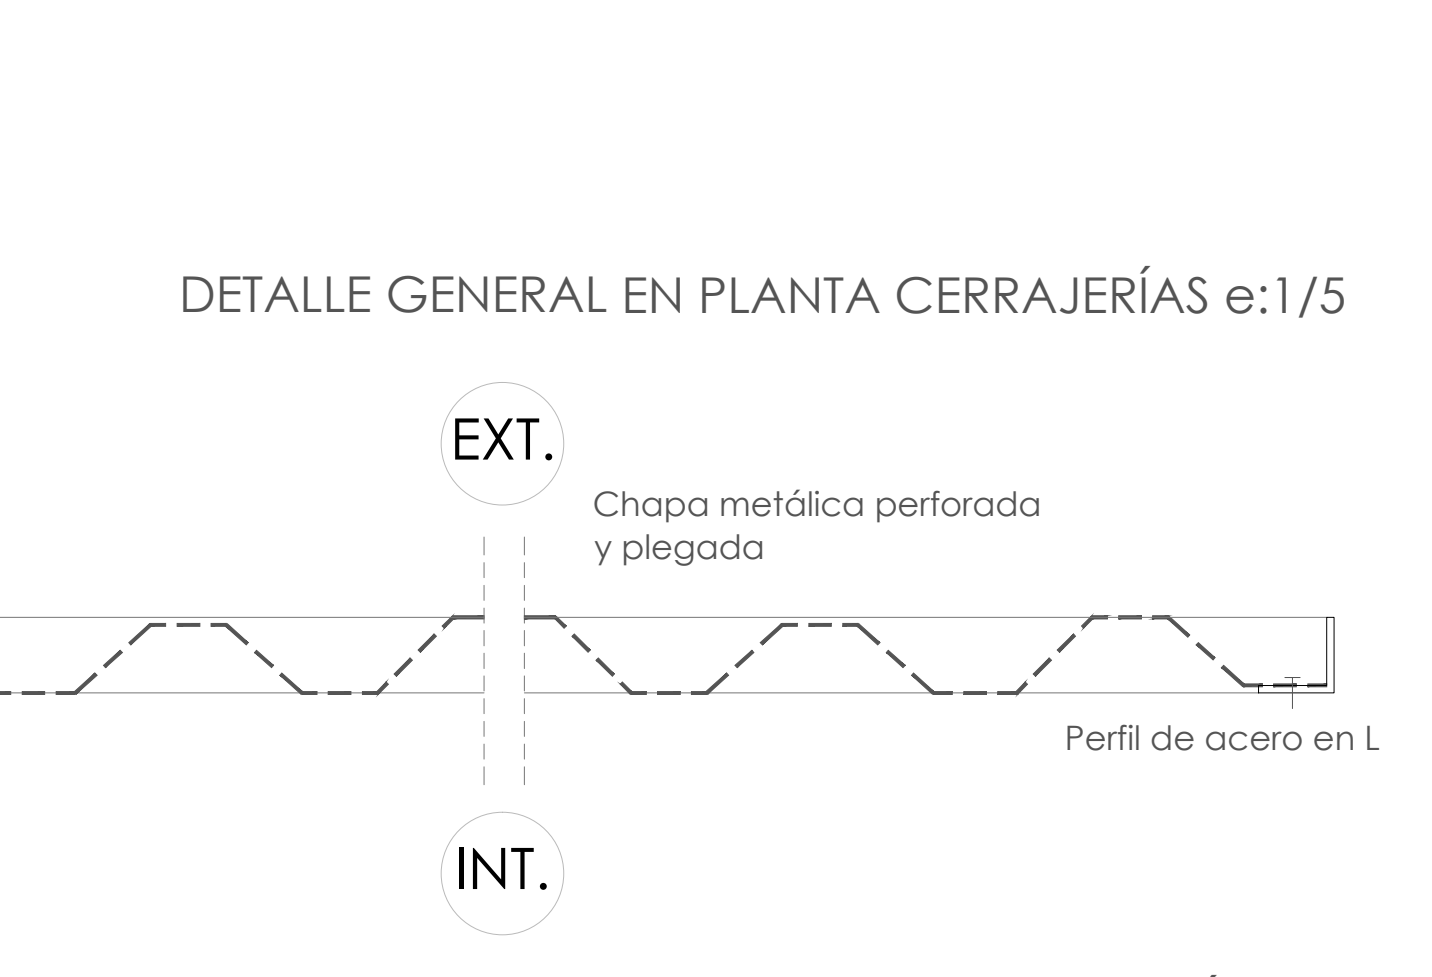 DETALLE GENERAL EN PLANTA CERRAJERÍAS e:1/5
EXT.
Chapa metálica perforada
y plegada
Perfil de acero en L
INT.